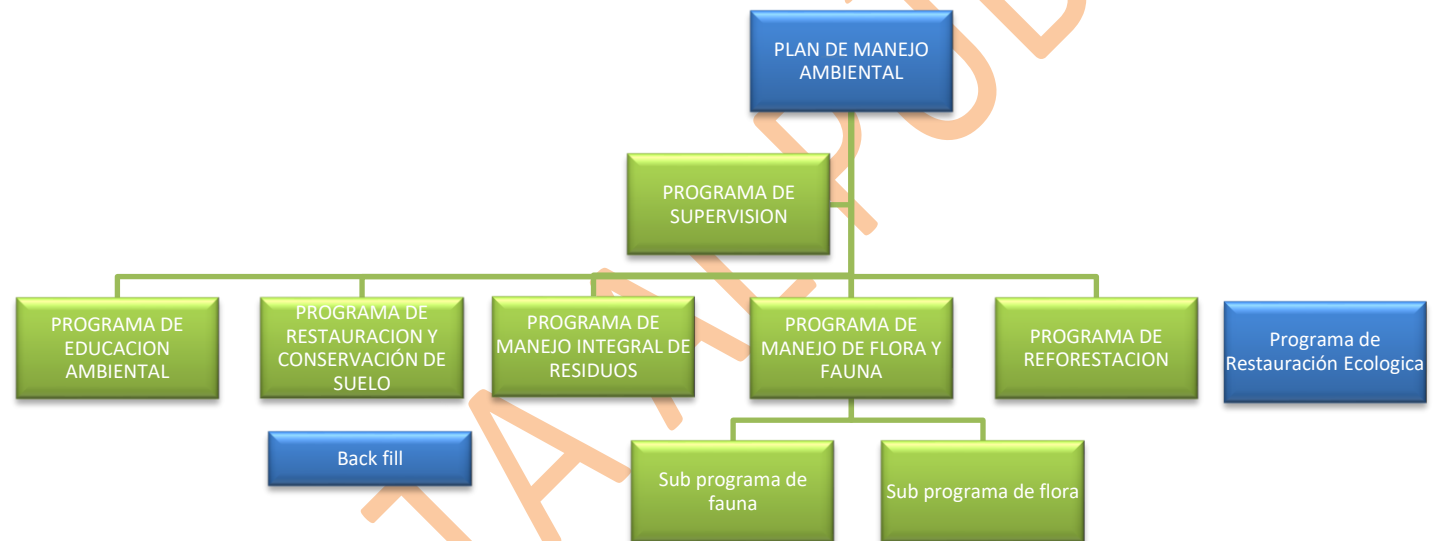 PLAN DE MANEJO
AMBIENTAL
PROGRAMA DE
SUPERVISION
PROGRAMA DE
EDUCACION
AMBIENTAL
PROGRAMA DE
RESTAURACION Y
CONSERVACIÓN DE
SUELO
PROGRAMA DE
MANEJO INTEGRAL DE
RESIDUOS
PROGRAMA DE
MANEJO DE FLORA Y
FAUNA
PROGRAMA DE
REFORESTACION
Programa de
Restauración Ecologica
Back fill
Sub programa de
fauna
Sub programa de flora